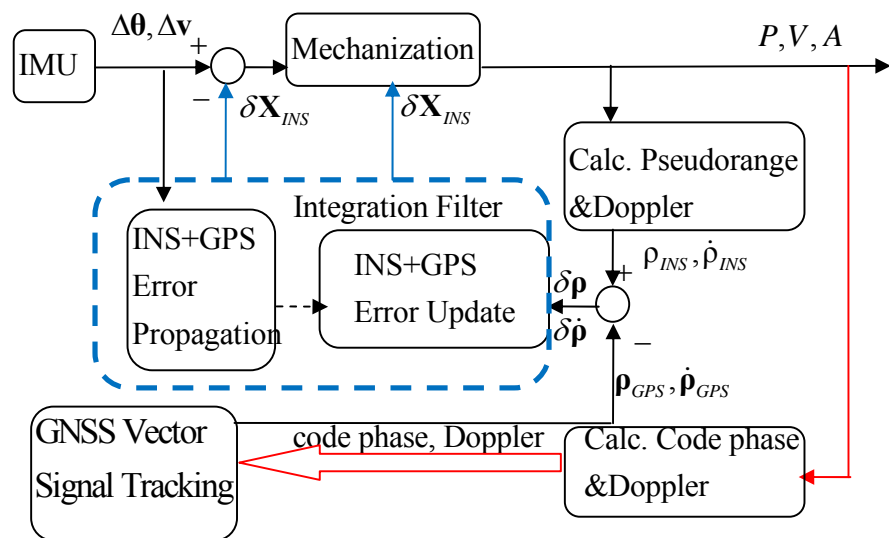 Δθ, Δv
IMU
+
−
Mechanization
P,V, A
δX_INS
δX_INS
Calc. Pseudorange
&Doppler
Integration Filter
INS+GPS
Error
Propagation
INS+GPS
Error Update
ρ_INS, ρ̇_INS
+
δρ
δρ̇
−
ρ_GPS, ρ̇_GPS
GNSS Vector
Signal Tracking
code phase, Doppler
Calc. Code phase
&Doppler